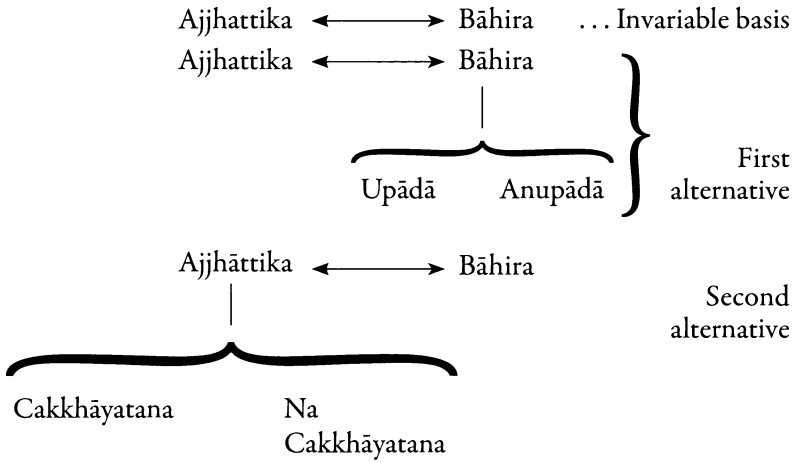 Ajjhattika Bāhira ... Invariable basis
Ajjhattika Bāhira
First
Upādā Anupādā alternative
Ajjhāttika Bāhira
Second
alternative
Cakkhāyatana Na
Cakkhāyatana